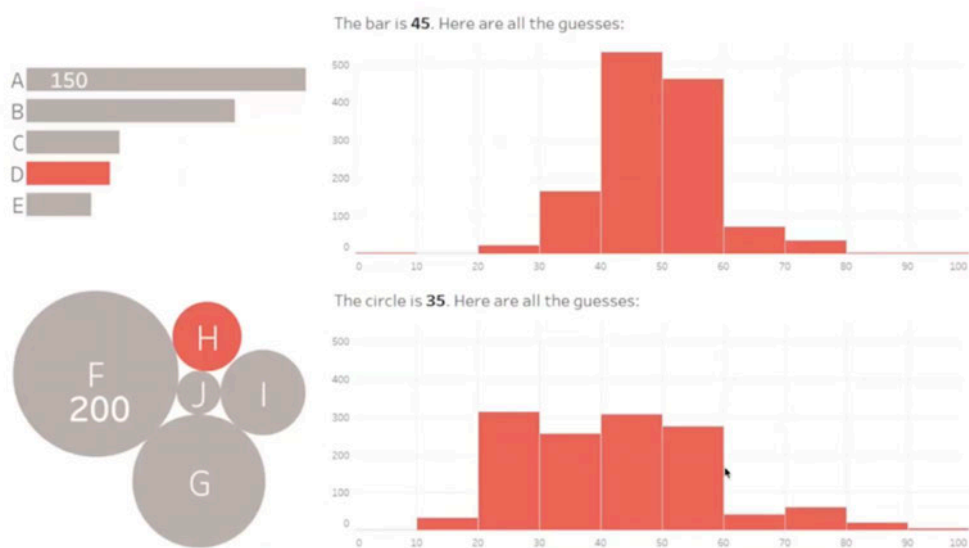 The bar is 45. Here are all the guesses:
A 150
B
C
D
E
500
400
300
200
100
0
0 10 20 30 40 50 60 70 80 90 100
The circle is 35. Here are all the guesses:
F
200
H
J
I
G
500
400
300
200
100
0
0 10 20 30 40 50 60 70 80 90 100